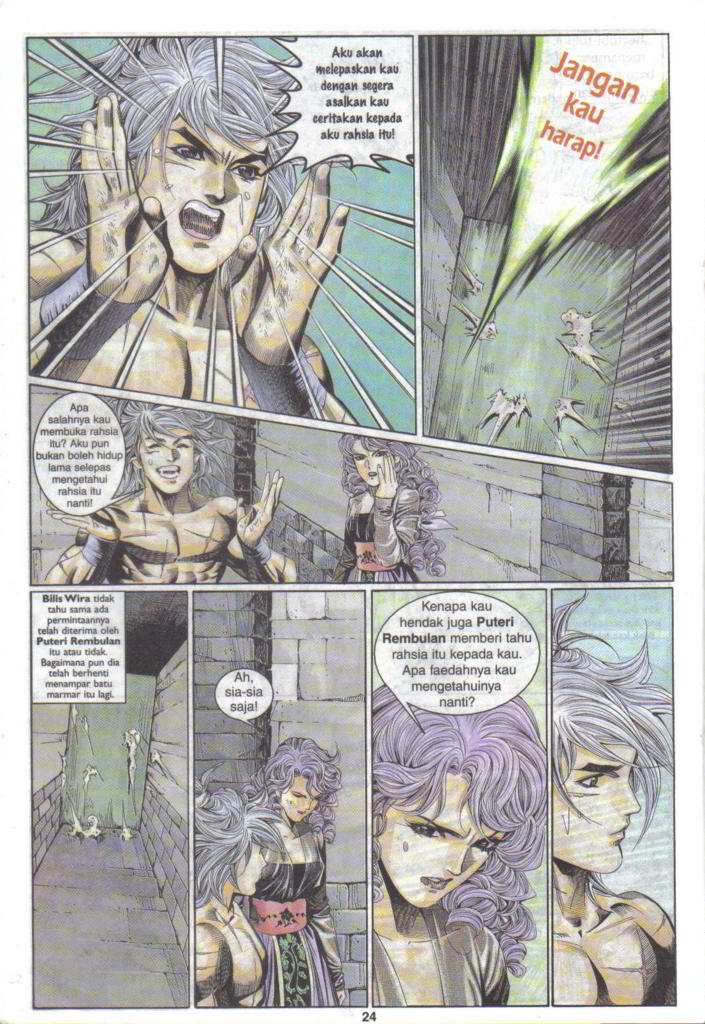 Aku akan
melepaskan kau
dengan segera
asalkan kau
ceritakan kepada
aku rahsia itu!
Jangan
kau
harap!
Apa
salahnya kau
membuka rahsia
itu? Aku pun
bukan boleh hidup
lama selepas
mengetahui
rahsia itu
nanti!
Bilis Wira tidak
tahu sama ada
permintaannya
telah diterima oleh
Puteri Rembulan
itu atau tidak.
Bagaimana pun dia
telah berhenti
menampar batu
marmar itu lagi.
Ah,
sia-sia
saja!
Kenapa kau
hendak juga Puteri
Rembulan memberi tahu
rahsia itu kepada kau.
Apa faedahnya kau
mengetahuinya
nanti?
24